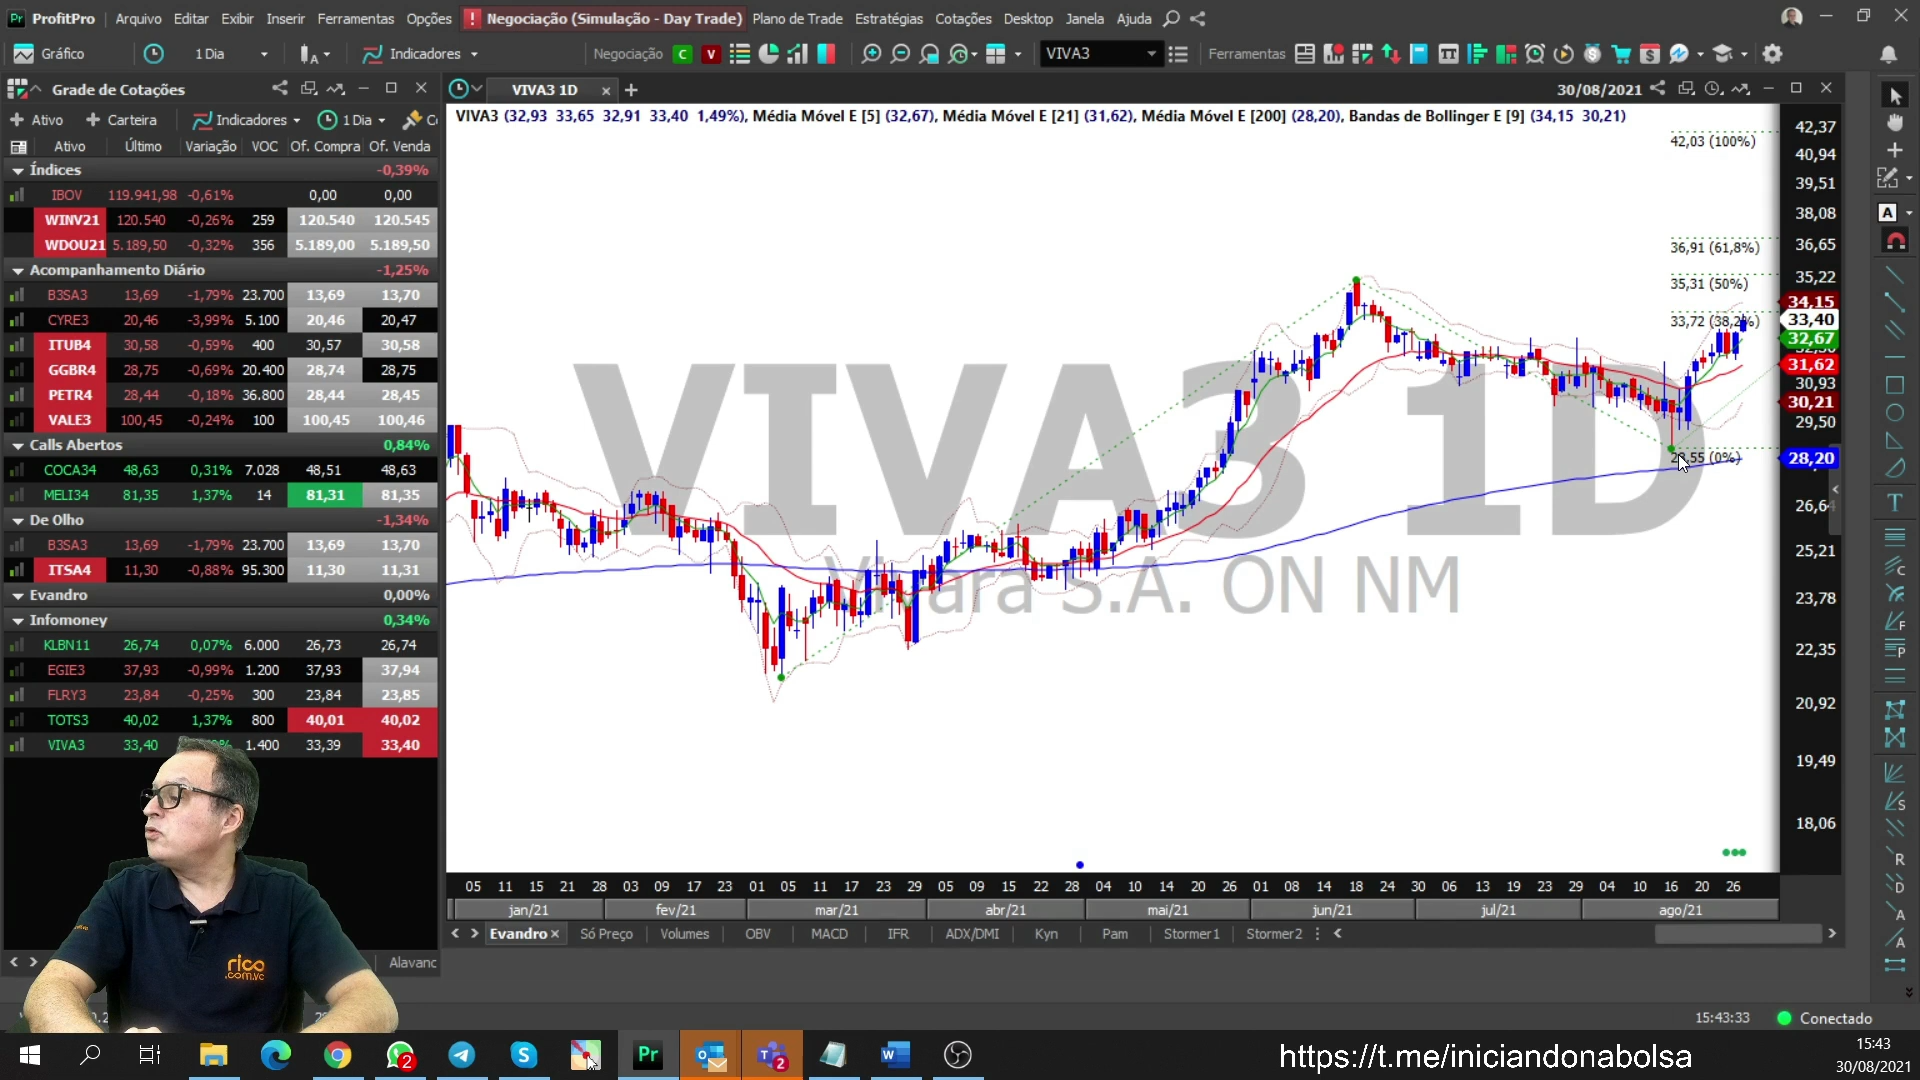 ProfitPro Arquivo Editar Exibir Inserir Ferramentas Opções Negociação (Simulação - Day Trade) Plano de Trade Estratégias Cotações Desktop Janela Ajuda
Gráfico 1 Dia Indicadores Negociação C V VIVA3 Ferramentas
Grade de Cotações
VIVA3 1D
30/08/2021
Ativo Carteira Indicadores 1 Dia
VIVA3 (32,93 33,65 32,91 33,40 1,49%), Média Móvel E [5] (32,67), Média Móvel E [21] (31,62), Média Móvel E [200] (28,20), Bandas de Bollinger E [9] (34,15 30,21)
Ativo Último Variação VOC Of. Compra Of. Venda
Índices -0,39%
IBOV 119.941,98 -0,61% 0,00 0,00
WINV21 120.540 -0,26% 259 120.540 120.545
WDOU21 5.189,50 -0,32% 356 5.189,00 5.189,50
Acompanhamento Diário -1,25%
B3SA3 13,69 -1,79% 23.700 13,69 13,70
CYRE3 20,46 -3,99% 5.100 20,46 20,47
ITUB4 30,58 -0,59% 400 30,57 30,58
GGBR4 28,75 -0,69% 20.400 28,74 28,75
PETR4 28,44 -0,18% 36.800 28,44 28,45
VALE3 100,45 -0,24% 100 100,45 100,46
Calls Abertos 0,84%
COCA34 48,63 0,31% 7.028 48,51 48,63
MELI34 81,35 1,37% 14 81,31 81,35
De Olho -1,34%
B3SA3 13,69 -1,79% 23.700 13,69 13,70
ITSA4 11,30 -0,88% 95.300 11,30 11,31
Evandro 0,00%
Infomoney 0,34%
KLBN11 26,74 0,07% 6.000 26,73 26,74
EGIE3 37,93 -0,99% 1.200 37,93 37,94
FLRY3 23,84 -0,25% 300 23,84 23,85
TOTS3 40,02 1,37% 800 40,01 40,02
VIVA3 33,40 1.400 33,39 33,40
VIVA3 1D
Vivara S.A. ON NM
42,03 (100%)
36,91 (61,8%)
35,31 (50%)
33,72 (38,2%)
(0%)
42,37
40,94
39,51
38,08
36,65
35,22
34,15
33,40
32,67
31,62
30,93
30,21
29,50
28,20
26,64
25,21
23,78
22,35
20,92
19,49
18,06
05 11 15 21 28 03 09 17 23 01 05 11 17 23 29 05 09 15 22 28 04 10 14 20 26 01 08 14 18 24 30 06 13 19 23 29 04 10 16 20 26
jan/21 fev/21 mar/21 abr/21 mai/21 jun/21 jul/21 ago/21
Evandro Só Preço Volumes OBV MACD IFR ADX/DMI Kyn Pam Stormer1 Stormer2
Alavanc
rico
.com.vc
15:43:33 Conectado
https://t.me/iniciandonabolsa
15:43
30/08/2021